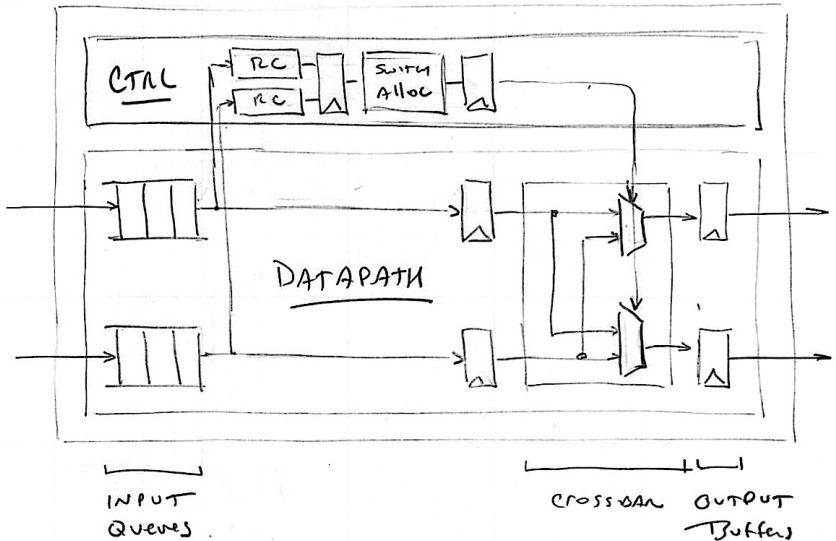 CTRL
RC
RC
SWITCH
Alloc
DATAPATH
INPUT
Queues
CROSSBAR
OUTPUT
Buffers